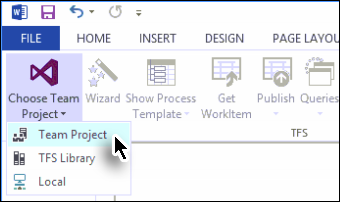 FILE HOME INSERT DESIGN PAGE LAYOU
Choose Team Project Wizard Show Process Template Get WorkItem Publish Queries
TFS
Team Project
TFS Library
Local